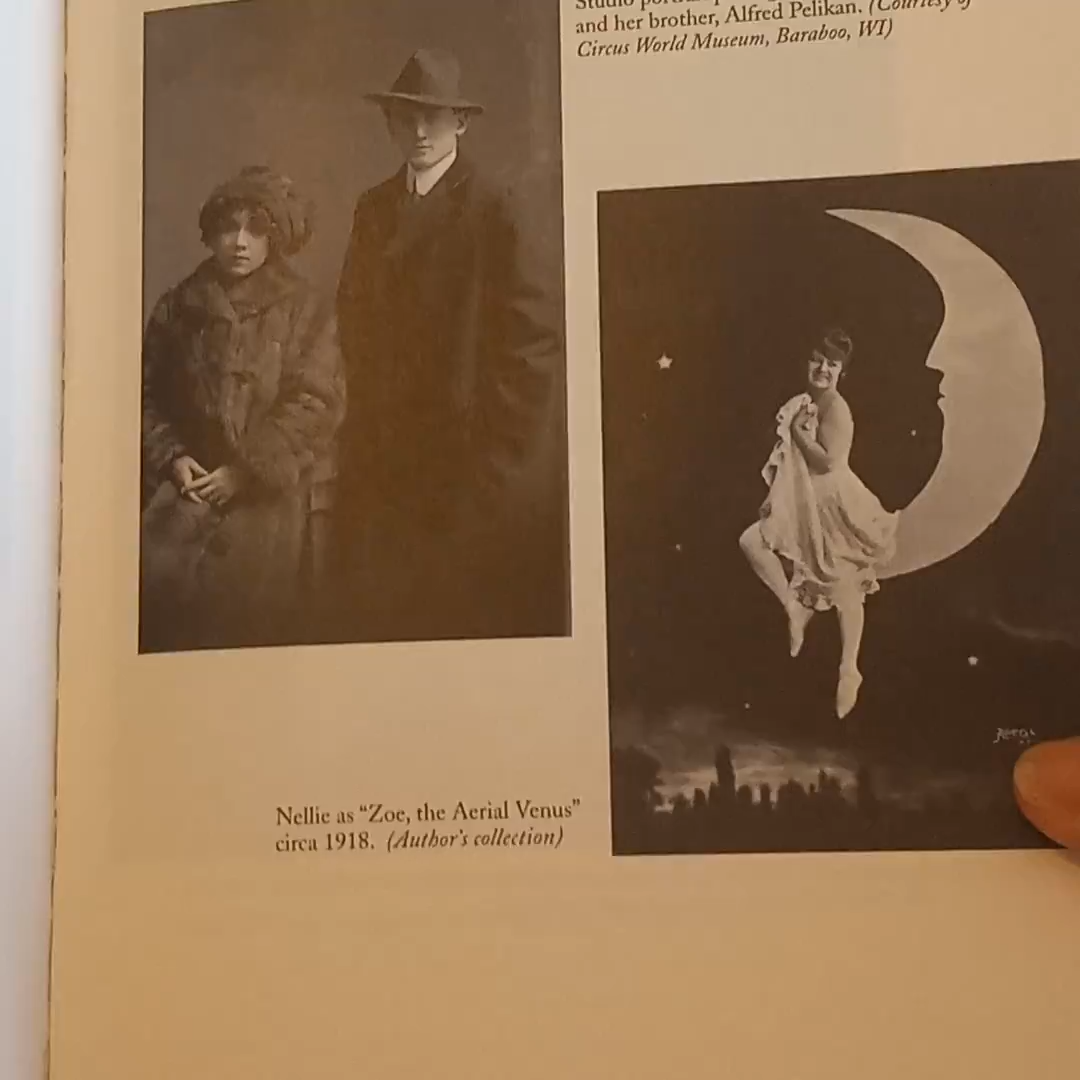 Studio
and her brother, Alfred Pelikan. (Courtesy of
Circus World Museum, Baraboo, WI)
Nellie as “Zoe, the Aerial Venus”
circa 1918. (Author’s collection)